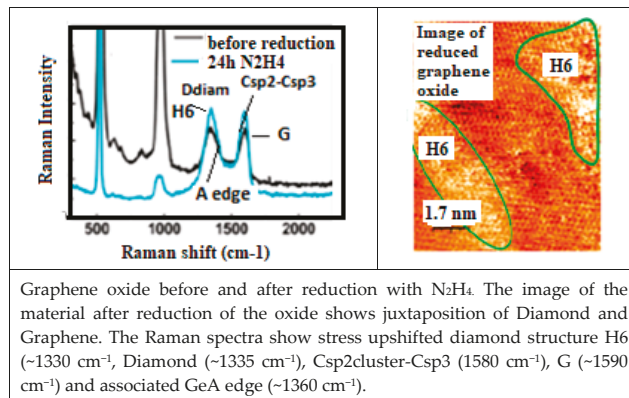 before reduction
24h N2H4
Ddiam
Csp2-Csp3
H6
G
A edge
Raman Intensity
500
1000
1500
2000
Raman shift (cm-1)
Image of
reduced
graphene
oxide
H6
H6
1.7 nm
Graphene oxide before and after reduction with N2H4. The image of the
material after reduction of the oxide shows juxtaposition of Diamond and
Graphene. The Raman spectra show stress upshifted diamond structure H6
(~1330 cm⁻¹, Diamond (~1335 cm⁻¹), Csp2cluster-Csp3 (1580 cm⁻¹), G (~1590
cm⁻¹) and associated GeA edge (~1360 cm⁻¹).